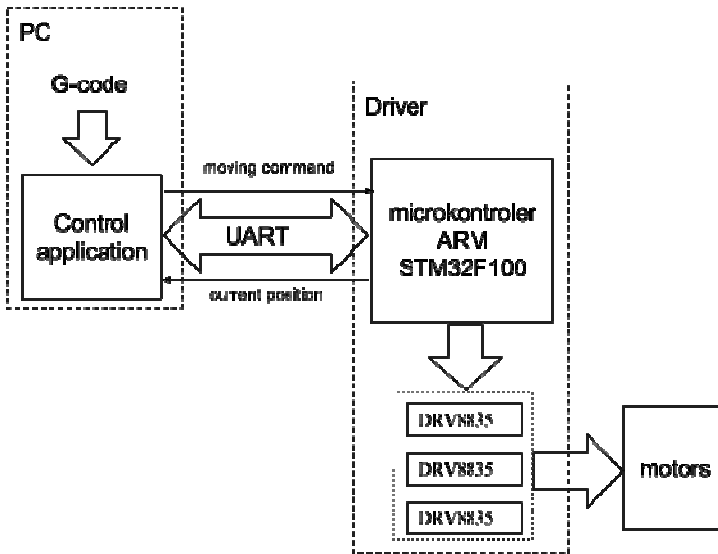 PC
G-code
Driver
moving command
Control
application
UART
microkontroler
ARM
STM32F100
current position
DRV8835
DRV8835
DRV8835
motors